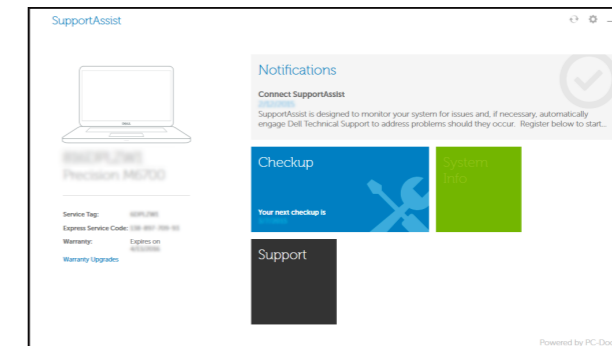 SupportAssist
Notifications
Connect SupportAssist
SupportAssist is designed to monitor your system for issues and, if necessary, automatically
engage Dell Technical Support to address problems should they occur. Register below to start...
Precision M6700
Checkup
System
Info
Service Tag:
Your next checkup is
Express Service Code:
Warranty: Expires on
Warranty Upgrades
Support
Powered by PC-Doc